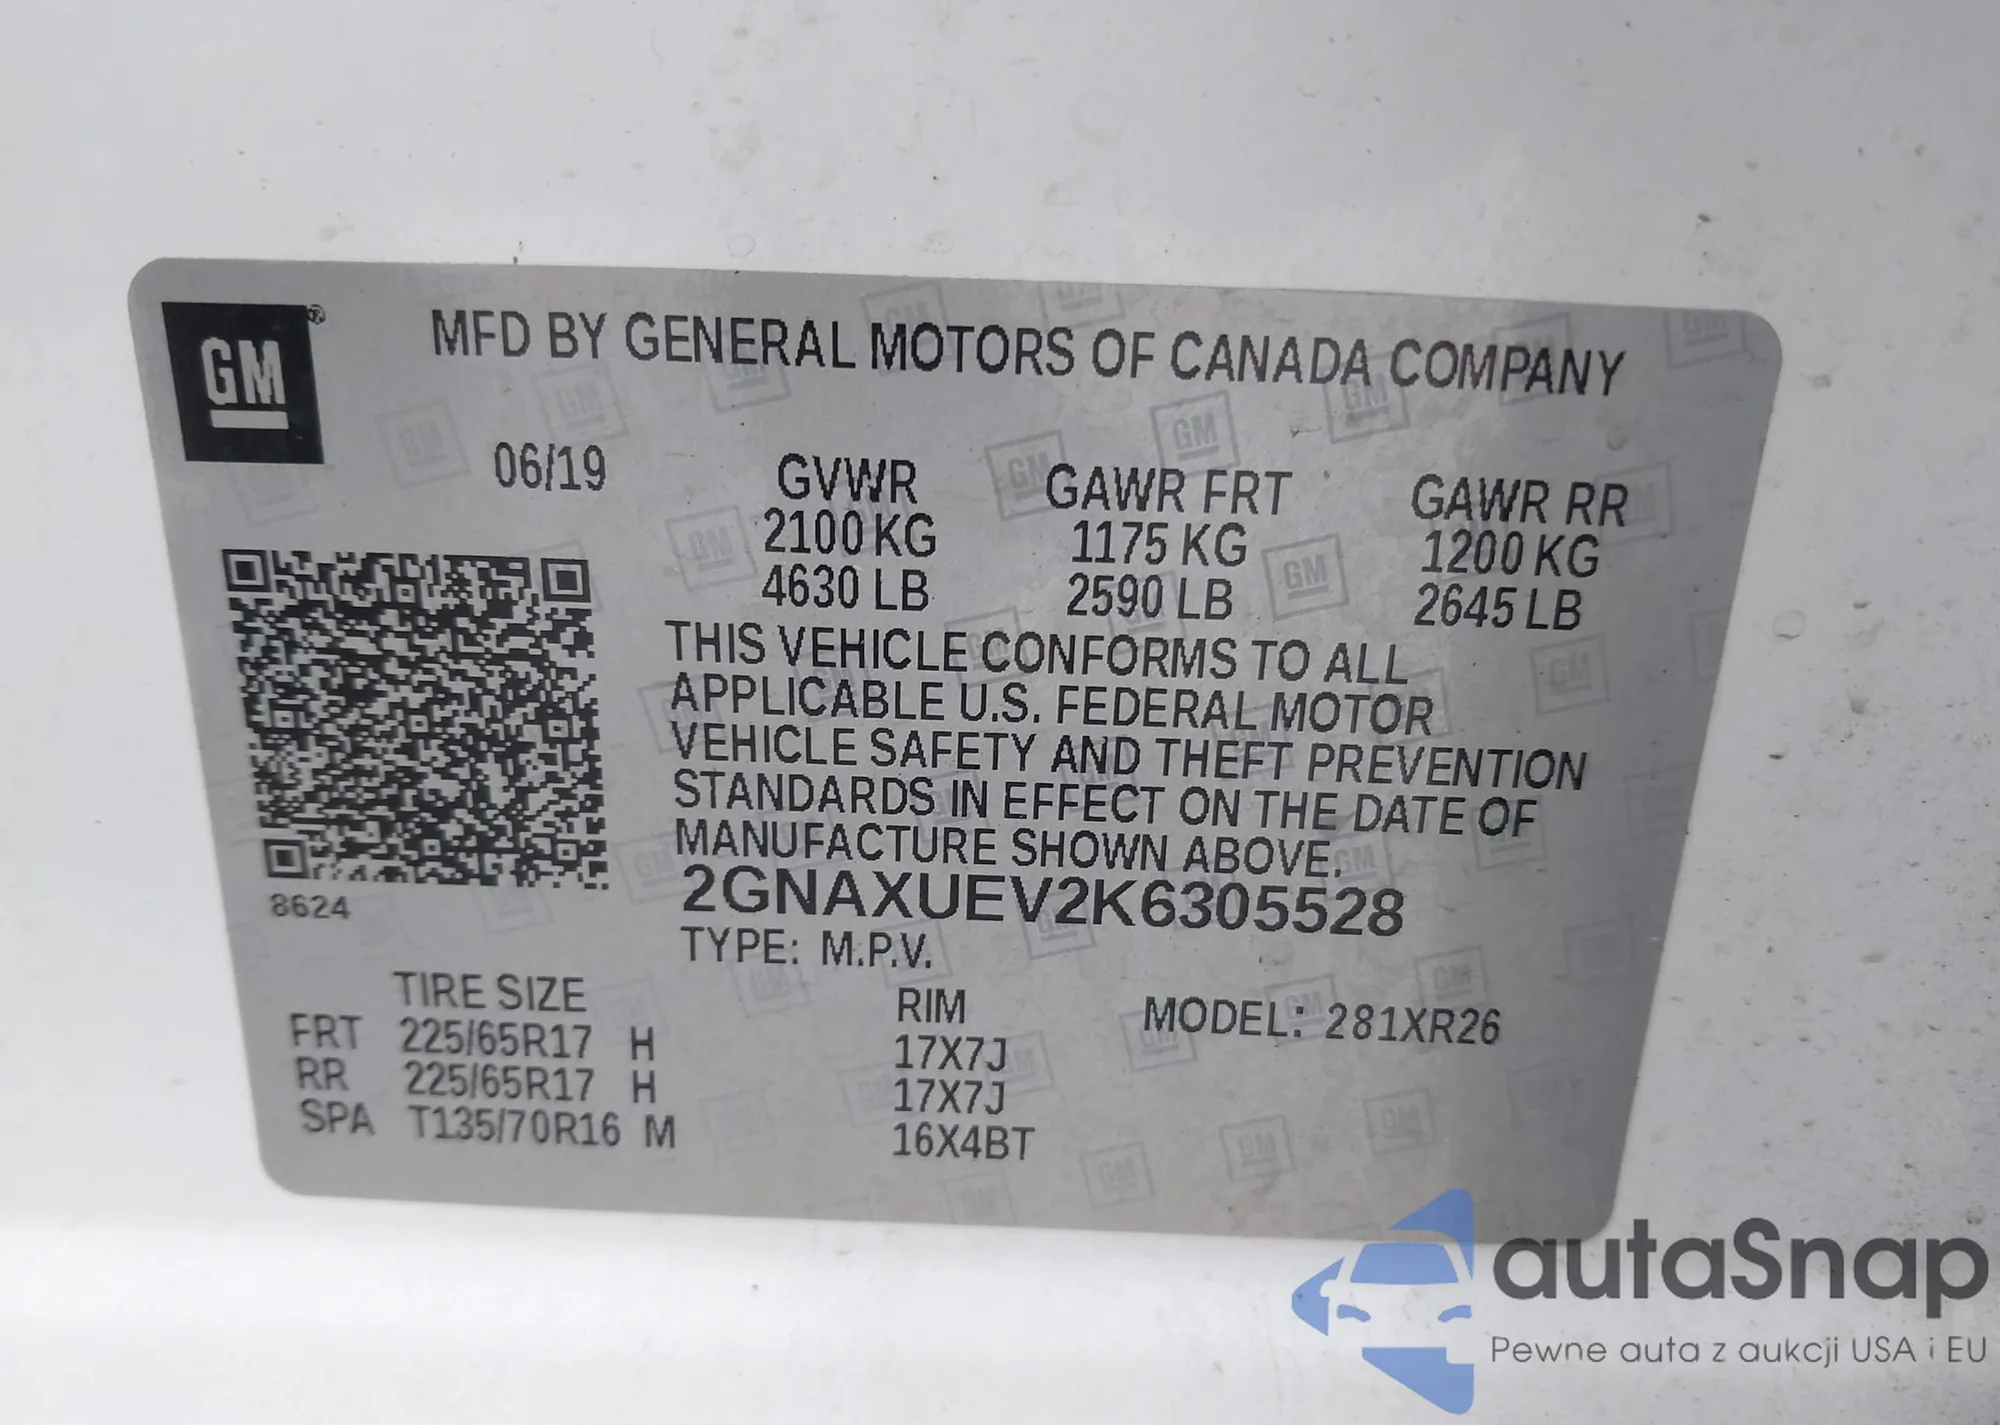 GM®
MFD BY GENERAL MOTORS OF CANADA COMPANY
06/19
GVWR GAWR FRT GAWR RR
2100 KG 1175 KG 1200 KG
4630 LB 2590 LB 2645 LB
THIS VEHICLE CONFORMS TO ALL
APPLICABLE U.S. FEDERAL MOTOR
VEHICLE SAFETY AND THEFT PREVENTION
STANDARDS IN EFFECT ON THE DATE OF
MANUFACTURE SHOWN ABOVE.
2GNAXUEV2K6305528
8624
TYPE: M.P.V.
TIRE SIZE RIM MODEL: 281XR26
FRT 225/65R17 H 17X7J
RR 225/65R17 H 17X7J
SPA T135/70R16 M 16X4BT
autaSnap
Pewne auta z aukcji USA i EU